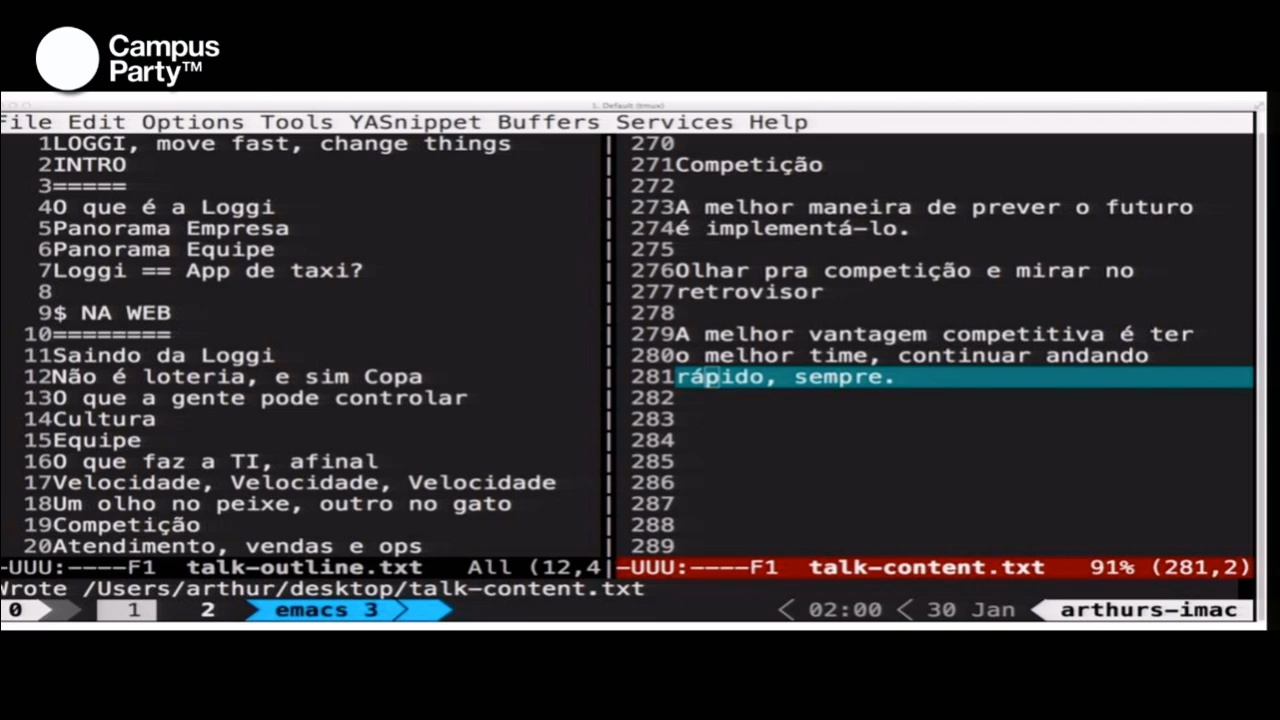 Campus
Party™
1. Default (tmux)
File Edit Options Tools YASnippet Buffers Services Help
1LOGGI, move fast, change things
2INTRO
3=====
4O que é a Loggi
5Panorama Empresa
6Panorama Equipe
7Loggi == App de taxi?
8
9$ NA WEB
10========
11Saindo da Loggi
12Não é loteria, e sim Copa
13O que a gente pode controlar
14Cultura
15Equipe
16O que faz a TI, afinal
17Velocidade, Velocidade, Velocidade
18Um olho no peixe, outro no gato
19Competição
20Atendimento, vendas e ops
-UUU:----F1 talk-outline.txt All (12,4
270
271Competição
272
273A melhor maneira de prever o futuro
274é implementá-lo.
275
276Olhar pra competição e mirar no
277retrovisor
278
279A melhor vantagem competitiva é ter
280o melhor time, continuar andando
281rápido, sempre.
282
283
284
285
286
287
288
289
-UUU:----F1 talk-content.txt 91% (281,2)
Wrote /Users/arthur/desktop/talk-content.txt
0 1 2 emacs 3 02:00 30 Jan arthurs-imac